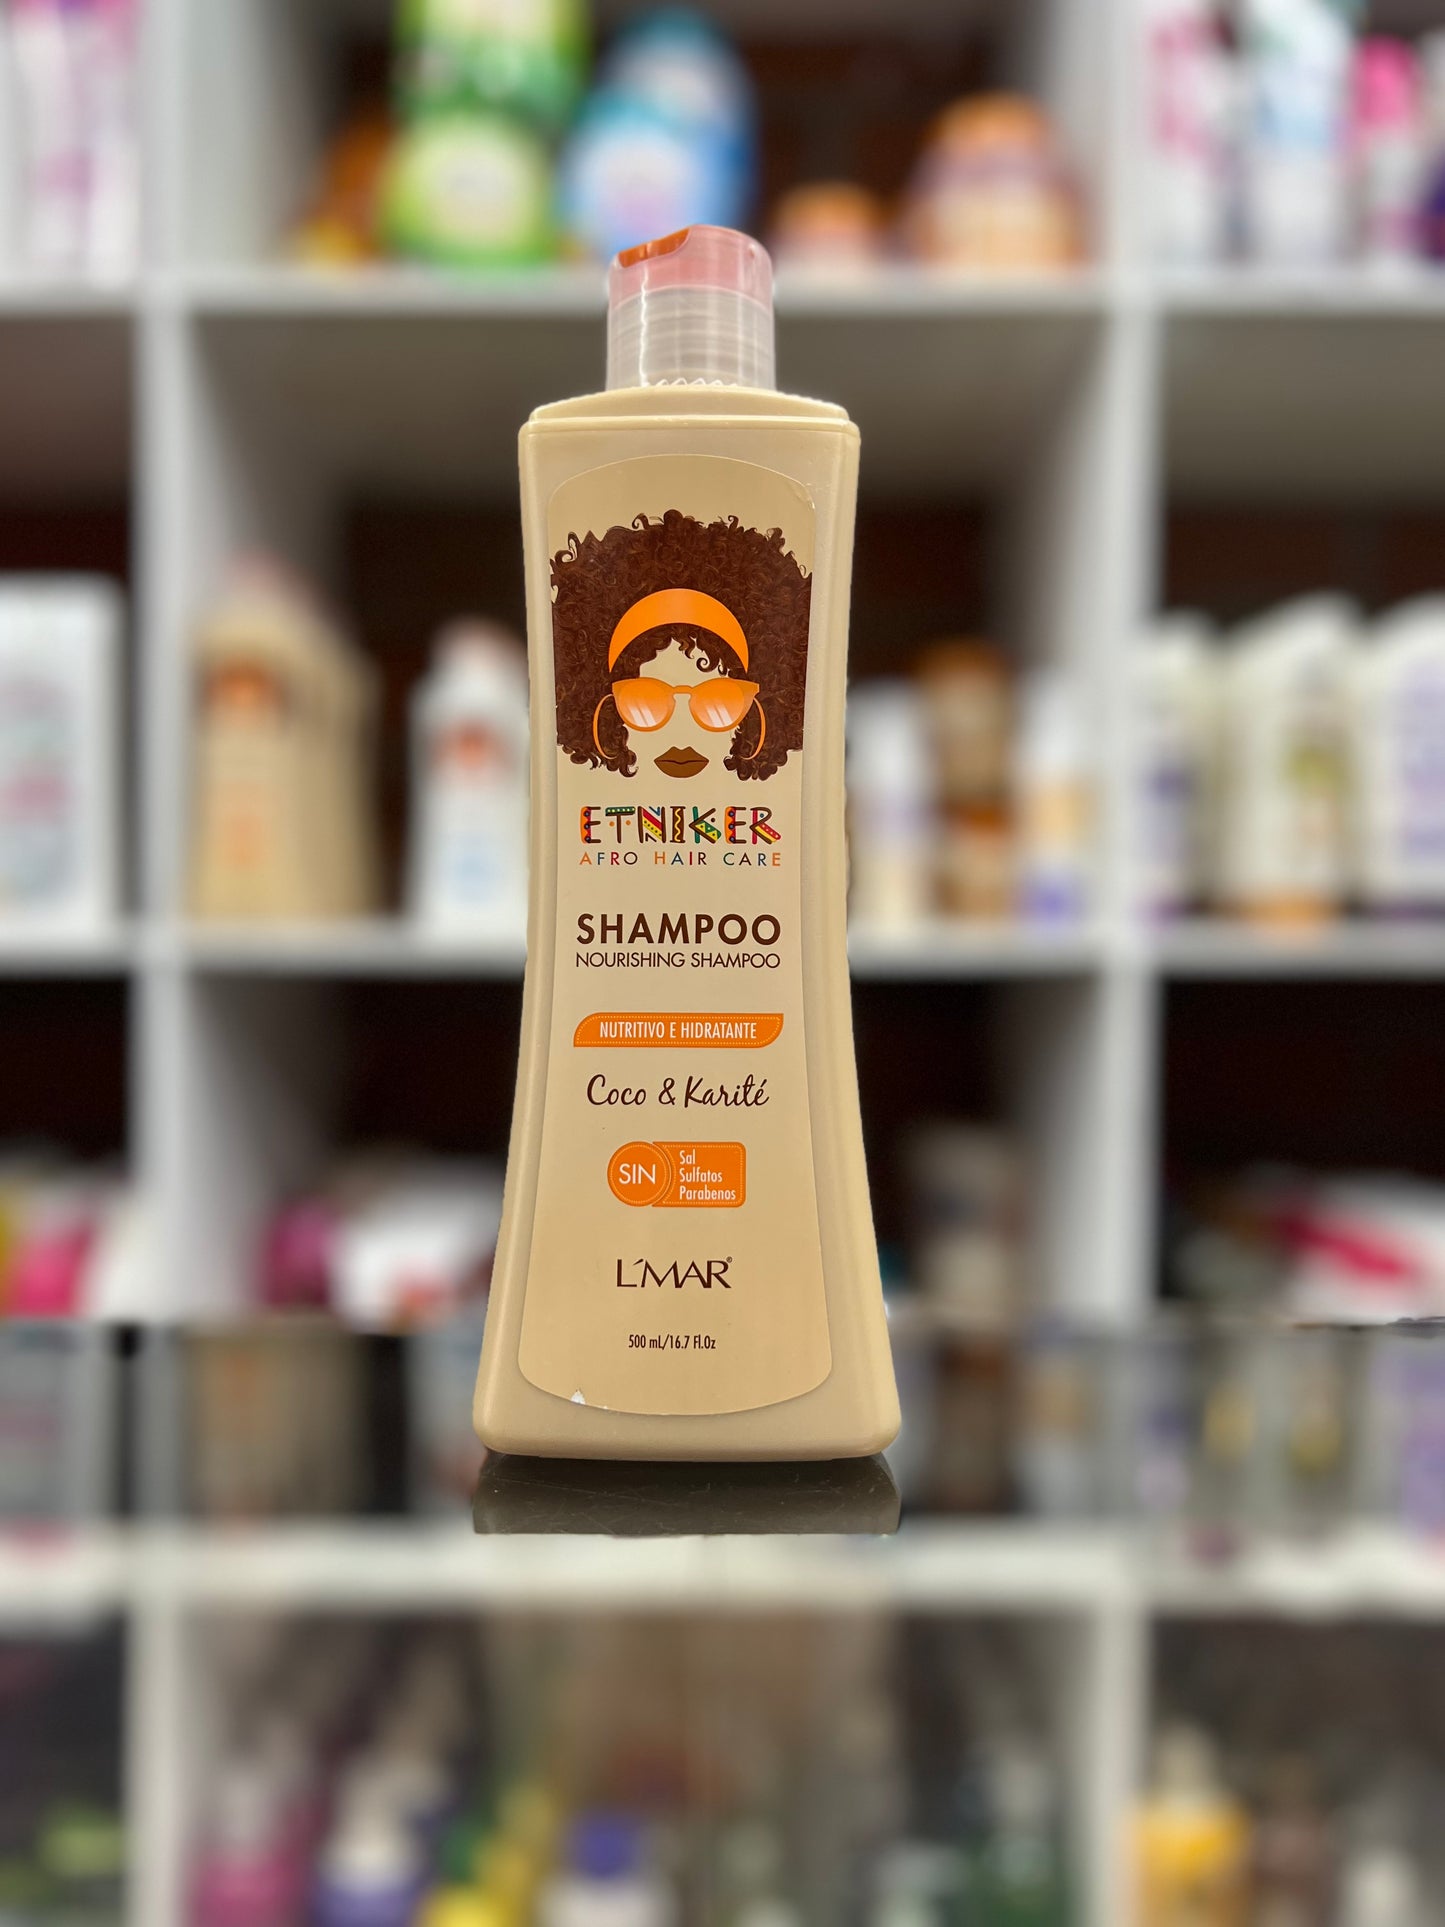 ETNIKER
AFRO HAIR CARE
SHAMPOO
NOURISHING SHAMPOO
NUTRITIVO E HIDRATANTE
Coco & Karité
SIN
Sal
Sulfatos
Parabenos
L´MAR®
500 mL/16.7 Fl.Oz